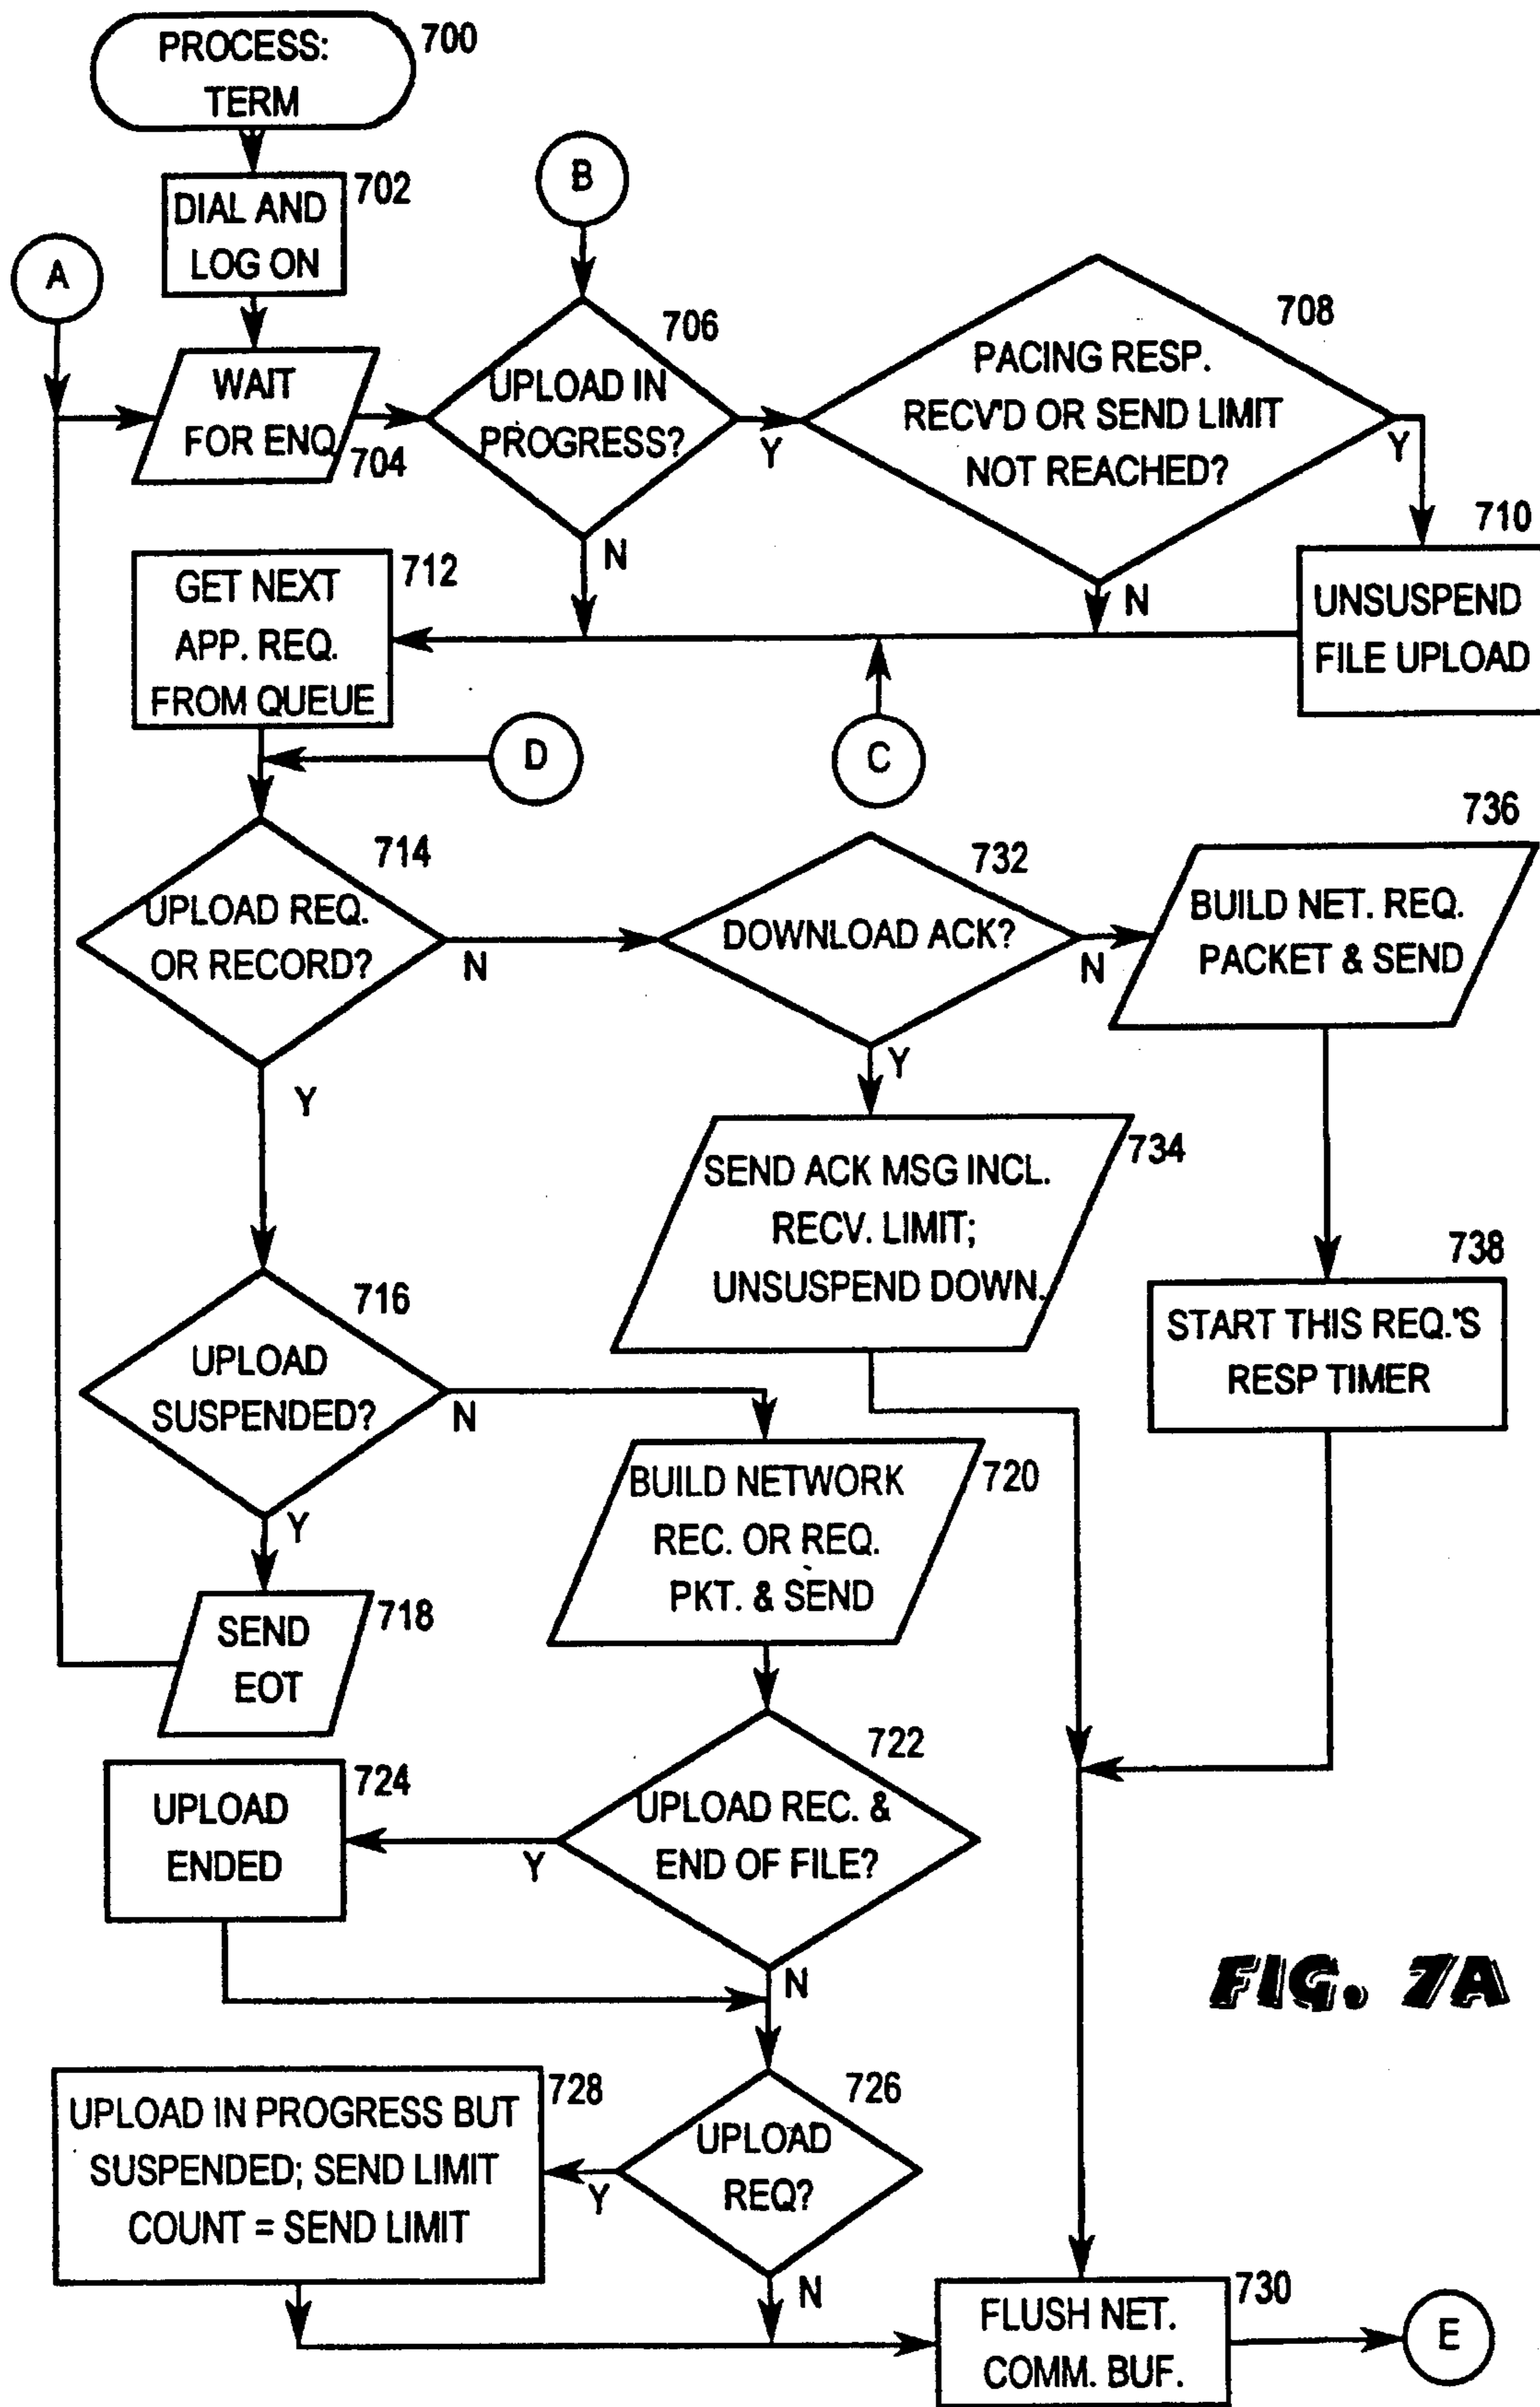 PROCESS:
TERM
700
DIAL AND
LOG ON
702
A
B
WAIT
FOR ENQ
704
UPLOAD IN
PROGRESS?
706
Y
N
PACING RESP.
RECV'D OR SEND LIMIT
NOT REACHED?
708
Y
N
710
UNSUSPEND
FILE UPLOAD
GET NEXT
APP. REQ.
FROM QUEUE
712
D
C
UPLOAD REQ.
OR RECORD?
714
N
Y
DOWNLOAD ACK?
732
N
Y
736
BUILD NET. REQ.
PACKET & SEND
SEND ACK MSG INCL.
RECV. LIMIT;
UNSUSPEND DOWN.
734
738
START THIS REQ.'S
RESP TIMER
UPLOAD
SUSPENDED?
716
N
Y
SEND
EOT
718
BUILD NETWORK
REC. OR REQ.
PKT. & SEND
720
UPLOAD REC. &
END OF FILE?
722
Y
N
UPLOAD
ENDED
724
FIG. 7A
UPLOAD IN PROGRESS BUT
SUSPENDED; SEND LIMIT
COUNT = SEND LIMIT
728
UPLOAD
REQ?
726
Y
N
FLUSH NET.
COMM. BUF.
730
E